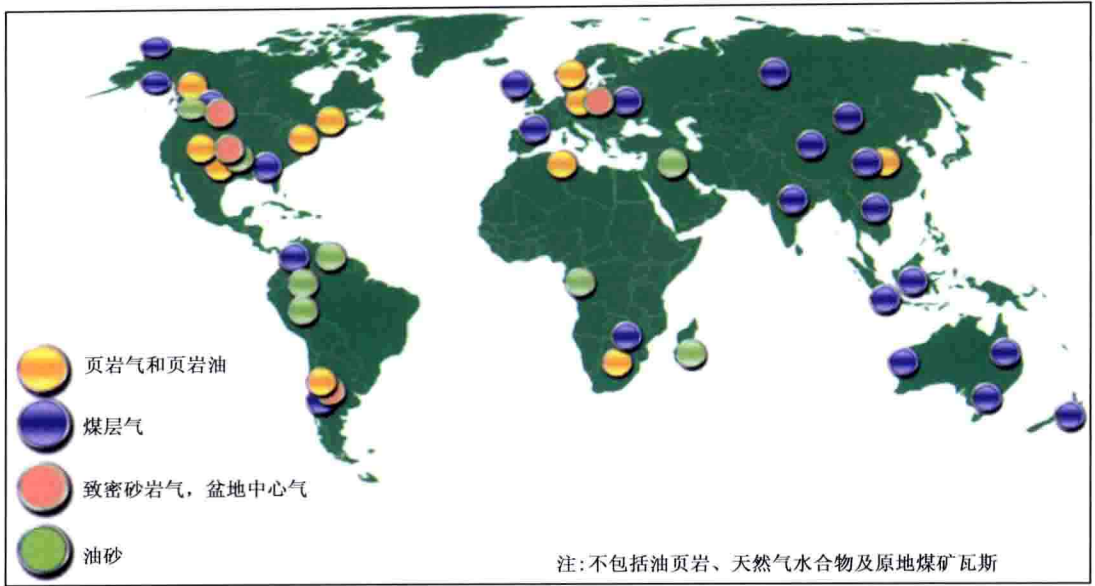 页岩气和页岩油
煤层气
致密砂岩气，盆地中心气
油砂
注:不包括油页岩、天然气水合物及原地煤矿瓦斯